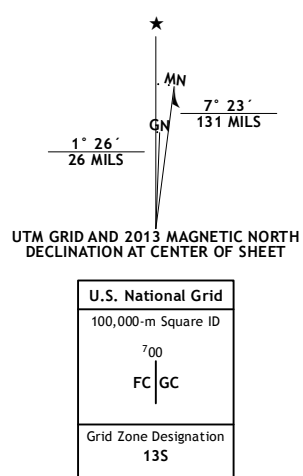 ★
MN
GN
7° 23´
131 MILS
1° 26´
26 MILS
UTM GRID AND 2013 MAGNETIC NORTH
DECLINATION AT CENTER OF SHEET
U.S. National Grid
100,000-m Square ID
⁷00
FC GC
Grid Zone Designation
13S